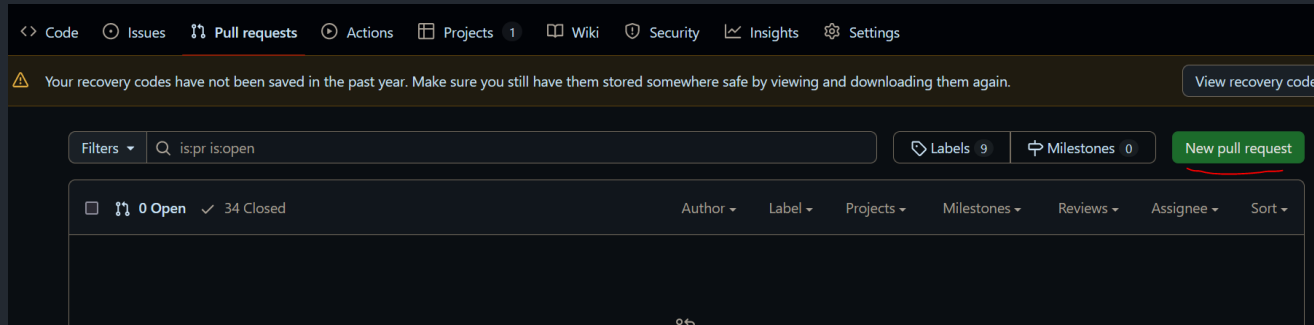 Code Issues Pull requests Actions Projects 1 Wiki Security Insights Settings
Your recovery codes have not been saved in the past year. Make sure you still have them stored somewhere safe by viewing and downloading them again. View recovery code
Filters is:pr is:open Labels 9 Milestones 0 New pull request
0 Open 34 Closed Author Label Projects Milestones Reviews Assignee Sort